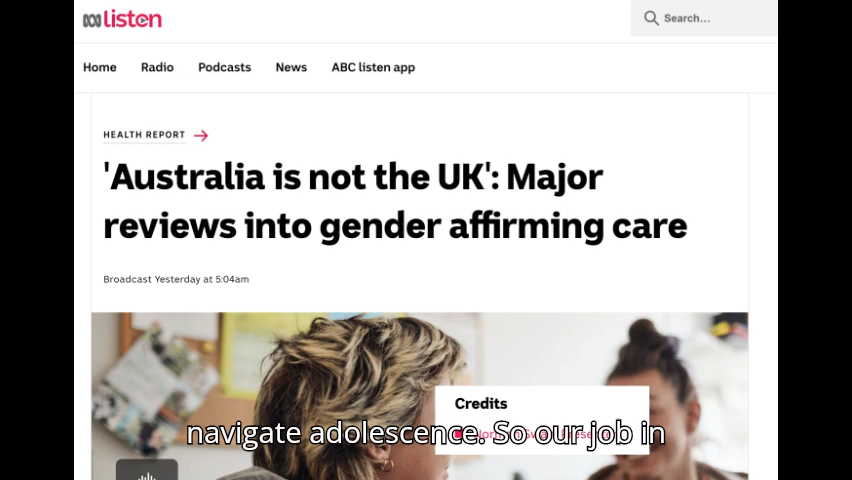 listen
Search...
Home Radio Podcasts News ABC listen app
HEALTH REPORT
'Australia is not the UK': Major
reviews into gender affirming care
Broadcast Yesterday at 5:04am
Credits
navigate adolescence. So our job in